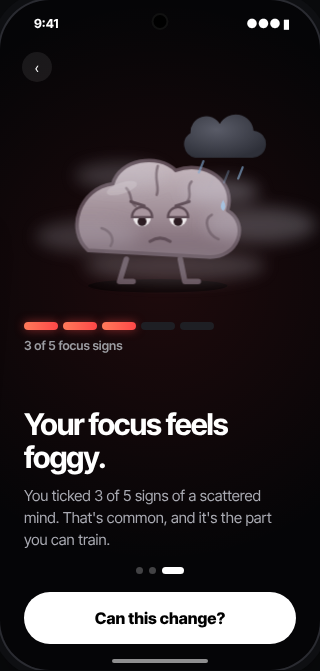 9:41
‹
3 of 5 focus signs
Your focus feels
foggy.
You ticked 3 of 5 signs of a scattered
mind. That's common, and it's the part
you can train.
Can this change?